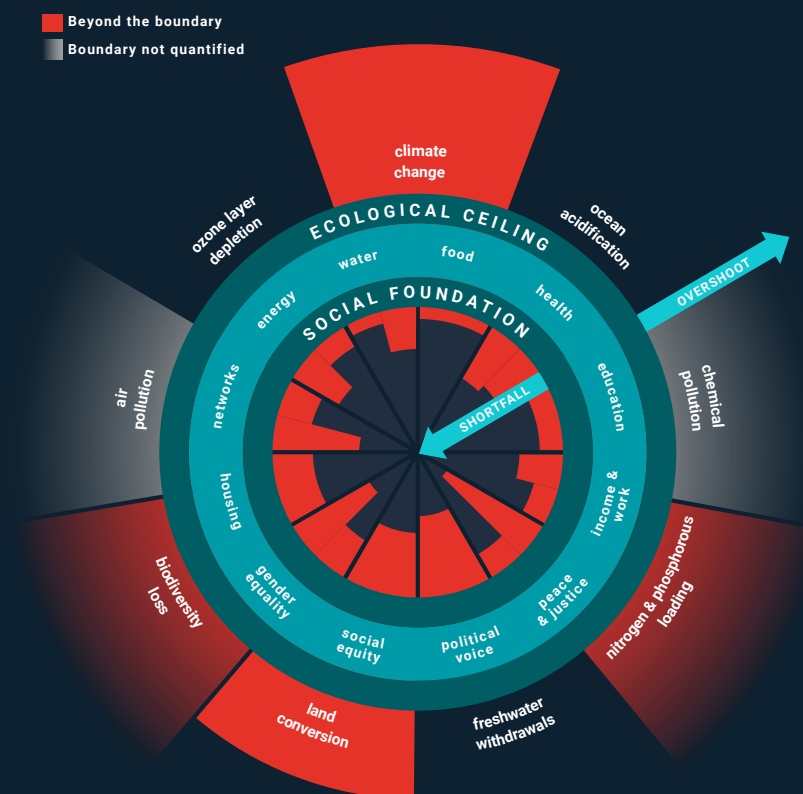 Beyond the boundary
Boundary not quantified
climate
change
ozone layer
depletion
ocean
acidification
ECOLOGICAL CEILING
OVERSHOOT
water
food
energy
health
SOCIAL FOUNDATION
air
pollution
networks
education
chemical
pollution
SHORTFALL
housing
income &
work
biodiversity
loss
gender
equality
peace
& justice
nitrogen & phosphorous
loading
social
equity
political
voice
land
conversion
freshwater
withdrawals